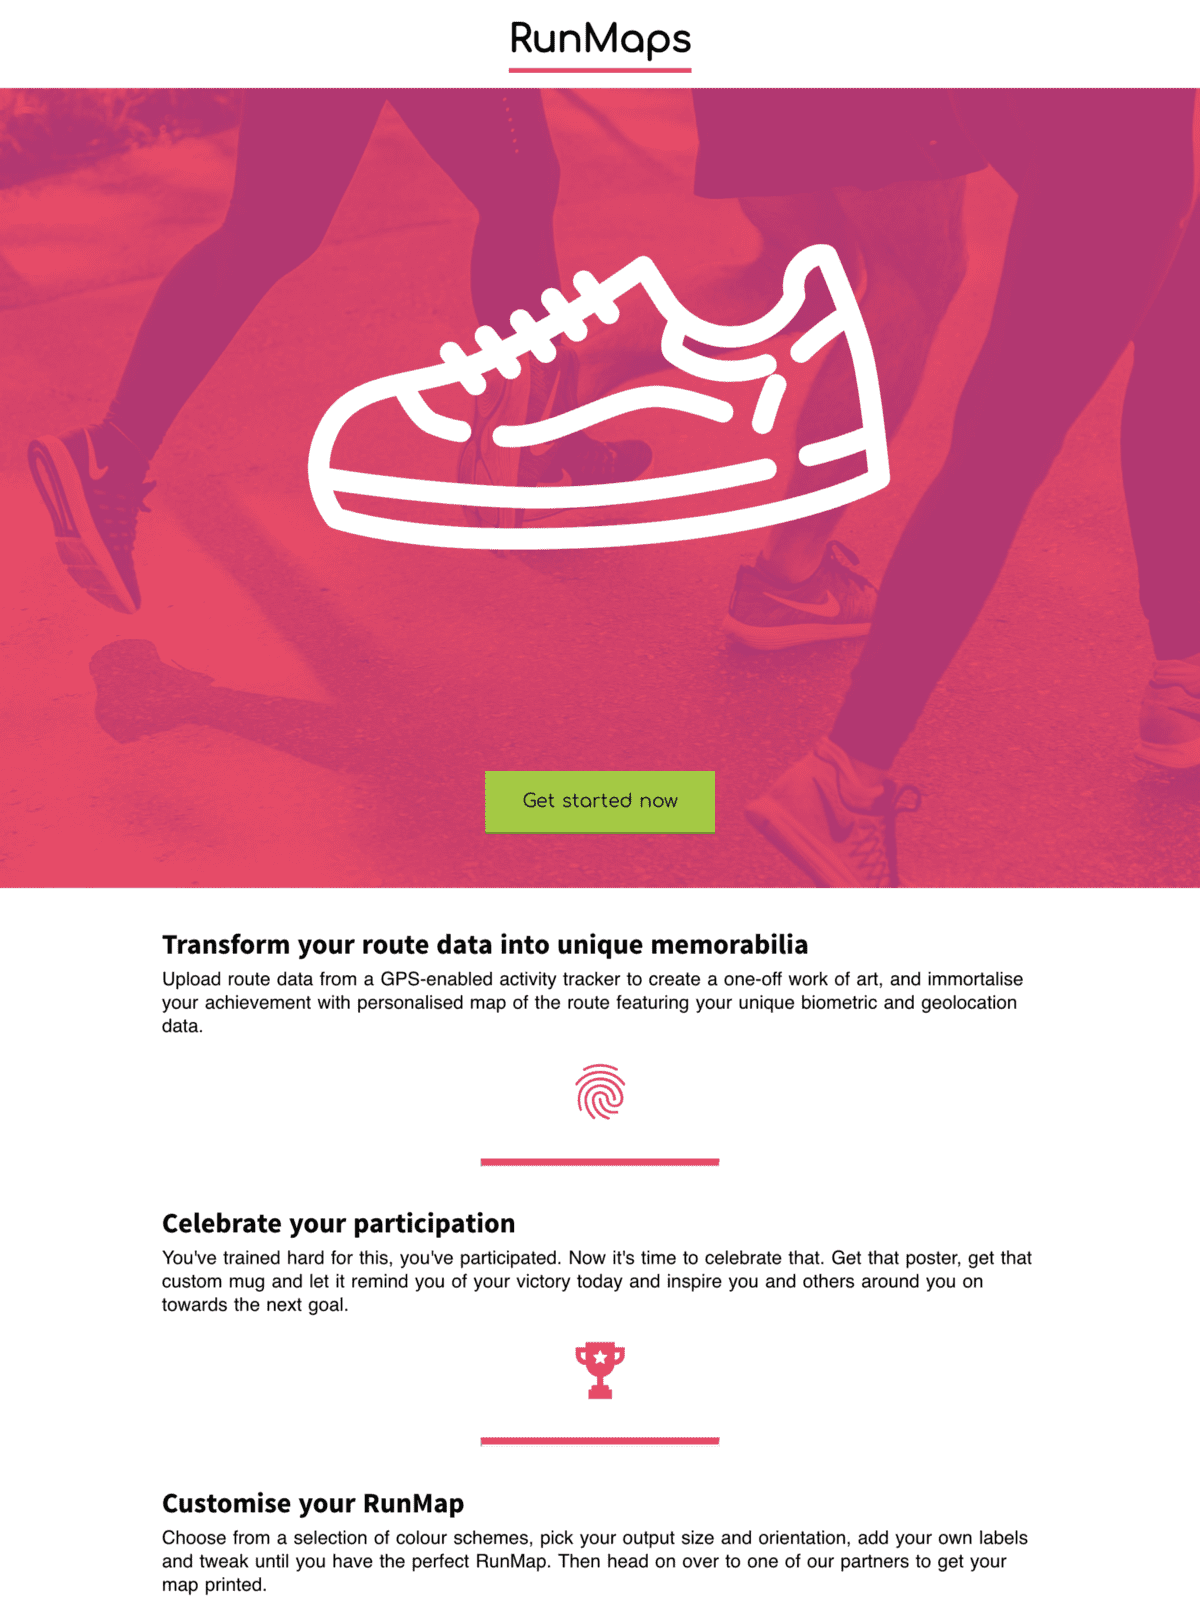 RunMaps
Get started now
Transform your route data into unique memorabilia
Upload route data from a GPS-enabled activity tracker to create a one-off work of art, and immortalise
your achievement with personalised map of the route featuring your unique biometric and geolocation
data.
Celebrate your participation
You've trained hard for this, you've participated. Now it's time to celebrate that. Get that poster, get that
custom mug and let it remind you of your victory today and inspire you and others around you on
towards the next goal.
Customise your RunMap
Choose from a selection of colour schemes, pick your output size and orientation, add your own labels
and tweak until you have the perfect RunMap. Then head on over to one of our partners to get your
map printed.